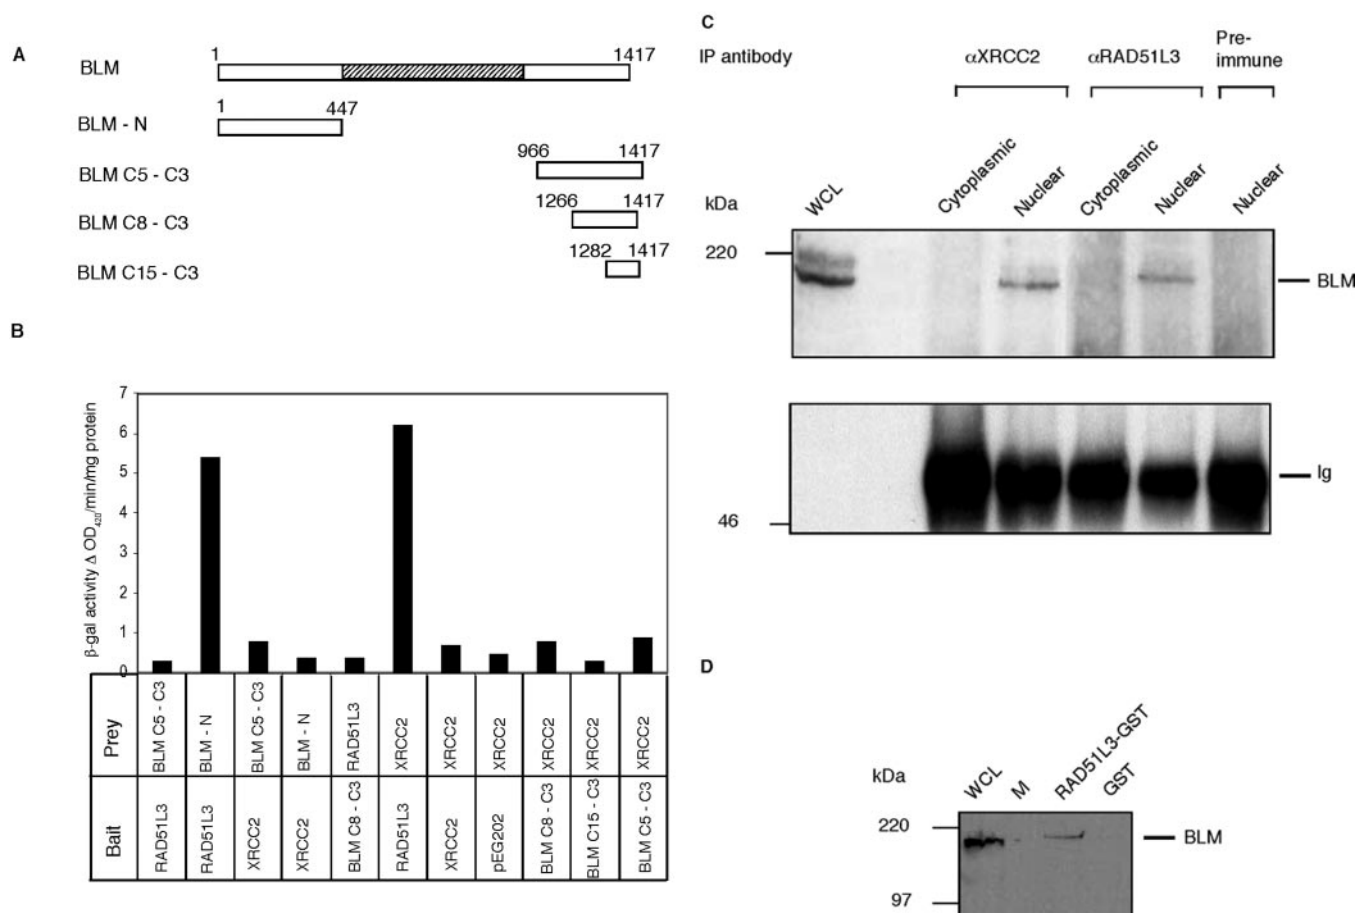 A
BLM
1
1417
BLM - N
1
447
BLM C5 - C3
966
1417
BLM C8 - C3
1266
1417
BLM C15 - C3
1282
1417
B
β-gal activity Δ OD420/min/mg protein
7
6
5
4
3
2
1
0
Prey
BLM C5 - C3
BLM - N
BLM C5 - C3
BLM - N
RAD51L3
XRCC2
XRCC2
XRCC2
XRCC2
XRCC2
XRCC2
Bait
RAD51L3
RAD51L3
XRCC2
XRCC2
BLM C8 - C3
RAD51L3
XRCC2
pEG202
BLM C8 - C3
BLM C15 - C3
BLM C5 - C3
C
IP antibody
αXRCC2
αRAD51L3
Pre-
immune
kDa
WCL
Cytoplasmic
Nuclear
Cytoplasmic
Nuclear
Nuclear
220
BLM
Ig
46
D
kDa
WCL
M
RAD51L3-GST
GST
220
BLM
97